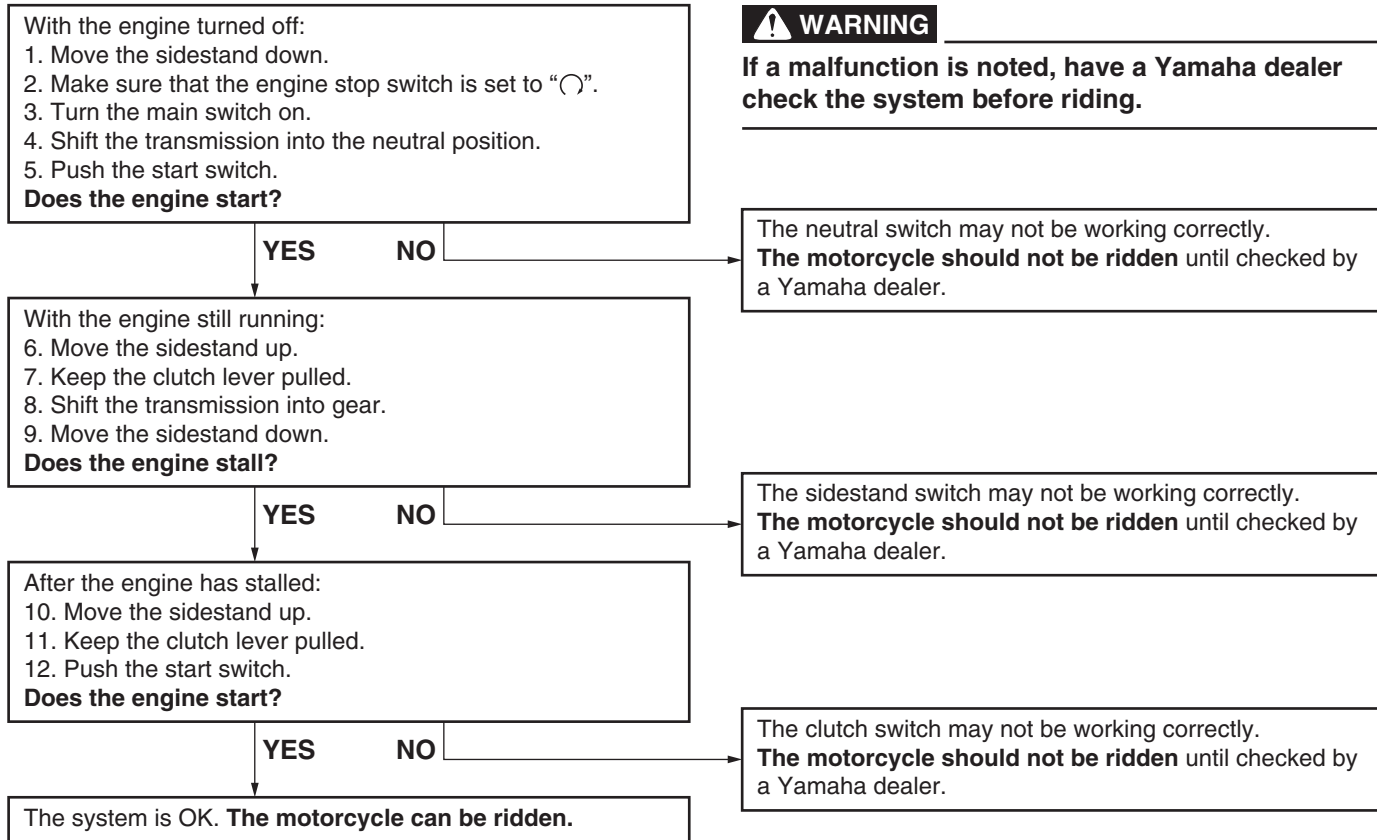 With the engine turned off:
1. Move the sidestand down.
2. Make sure that the engine stop switch is set to “ ”.
3. Turn the main switch on.
4. Shift the transmission into the neutral position.
5. Push the start switch.
Does the engine start?
WARNING
If a malfunction is noted, have a Yamaha dealer
check the system before riding.
YES NO
The neutral switch may not be working correctly.
The motorcycle should not be ridden until checked by
a Yamaha dealer.
With the engine still running:
6. Move the sidestand up.
7. Keep the clutch lever pulled.
8. Shift the transmission into gear.
9. Move the sidestand down.
Does the engine stall?
YES NO
The sidestand switch may not be working correctly.
The motorcycle should not be ridden until checked by
a Yamaha dealer.
After the engine has stalled:
10. Move the sidestand up.
11. Keep the clutch lever pulled.
12. Push the start switch.
Does the engine start?
YES NO
The clutch switch may not be working correctly.
The motorcycle should not be ridden until checked by
a Yamaha dealer.
The system is OK. The motorcycle can be ridden.